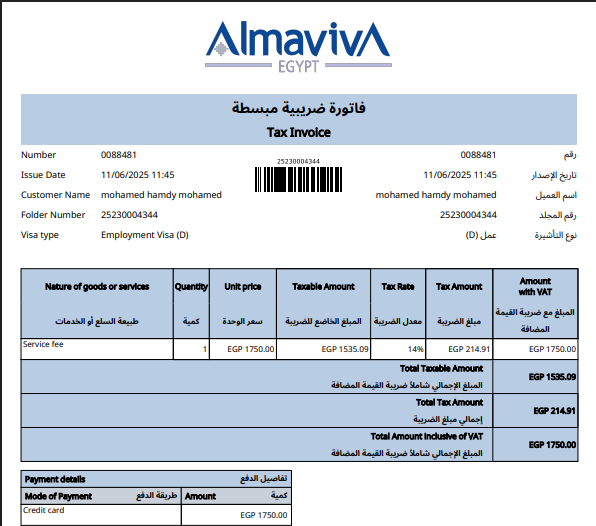 Almaviva
EGYPT
فاتورة ضريبية مبسطة
Tax Invoice
Number 0088481 0088481 رقم
25230004344
Issue Date 11/06/2025 11:45 11/06/2025 11:45 تاريخ الإصدار
Customer Name mohamed hamdy mohamed mohamed hamdy mohamed اسم العميل
Folder Number 25230004344 25230004344 رقم المجلد
Visa type Employment Visa (D) عمل (D) نوع التأشيرة
Nature of goods or services Quantity Unit price Taxable Amount Tax Rate Tax Amount Amount with VAT
طبيعة السلع أو الخدمات كمية سعر الوحدة المبلغ الخاضع للضريبة معدل الضريبة مبلغ الضريبة المبلغ مع ضريبة القيمة المضافة
Service fee 1 EGP 1750.00 EGP 1535.09 14% EGP 214.91 EGP 1750.00
Total Taxable Amount
المبلغ الإجمالي شاملاً ضريبة القيمة المضافة
EGP 1535.09
Total Tax Amount
إجمالي مبلغ الضريبة
EGP 214.91
Total Amount Inclusive of VAT
المبلغ الإجمالي شاملاً ضريبة القيمة المضافة
EGP 1750.00
Payment details تفاصيل الدفع
Mode of Payment طريقة الدفع Amount كمية
Credit card EGP 1750.00